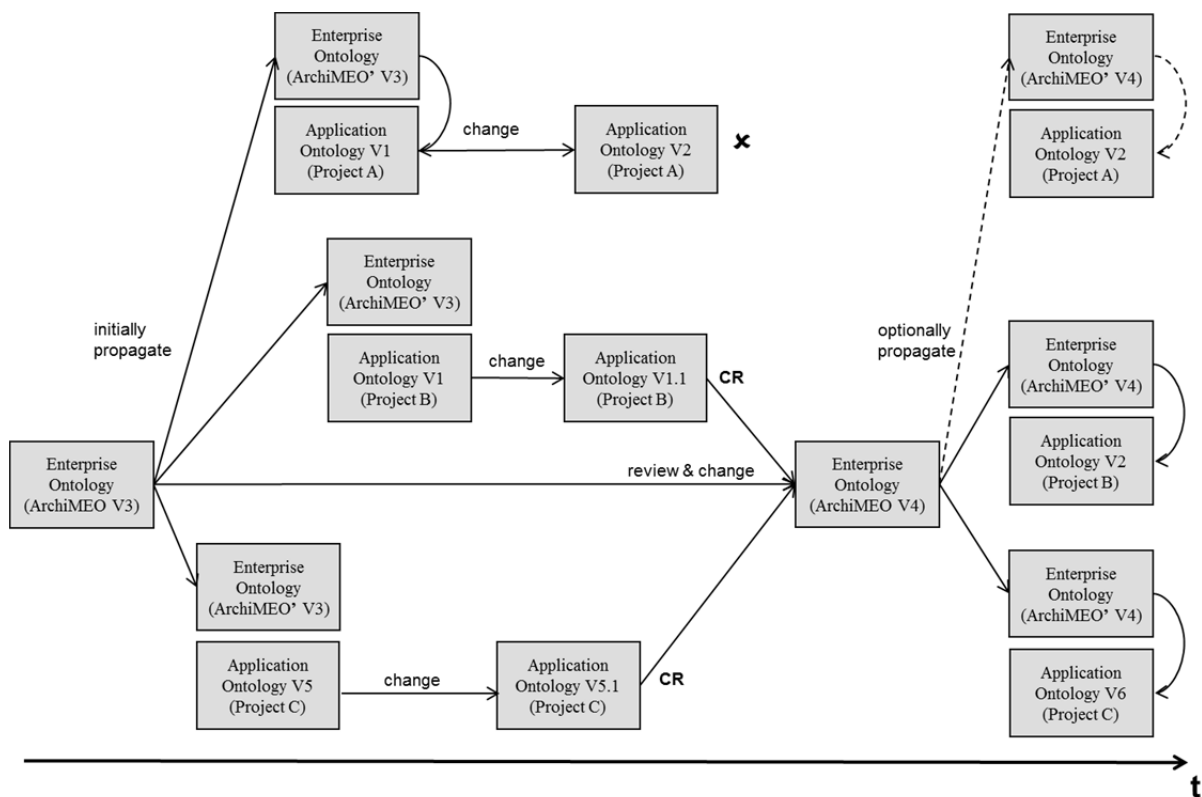 Enterprise
Ontology
(ArchiMEO’ V3)
Application
Ontology V1
(Project A)
change
Application
Ontology V2
(Project A)
✘
Enterprise
Ontology
(ArchiMEO’ V4)
Application
Ontology V2
(Project A)
initially
propagate
Enterprise
Ontology
(ArchiMEO’ V3)
Application
Ontology V1
(Project B)
change
Application
Ontology V1.1
(Project B)
CR
optionally
propagate
Enterprise
Ontology
(ArchiMEO’ V4)
Application
Ontology V2
(Project B)
Enterprise
Ontology
(ArchiMEO V3)
review & change
Enterprise
Ontology
(ArchiMEO V4)
Enterprise
Ontology
(ArchiMEO’ V3)
Application
Ontology V5
(Project C)
change
Application
Ontology V5.1
(Project C)
CR
Enterprise
Ontology
(ArchiMEO’ V4)
Application
Ontology V6
(Project C)
t